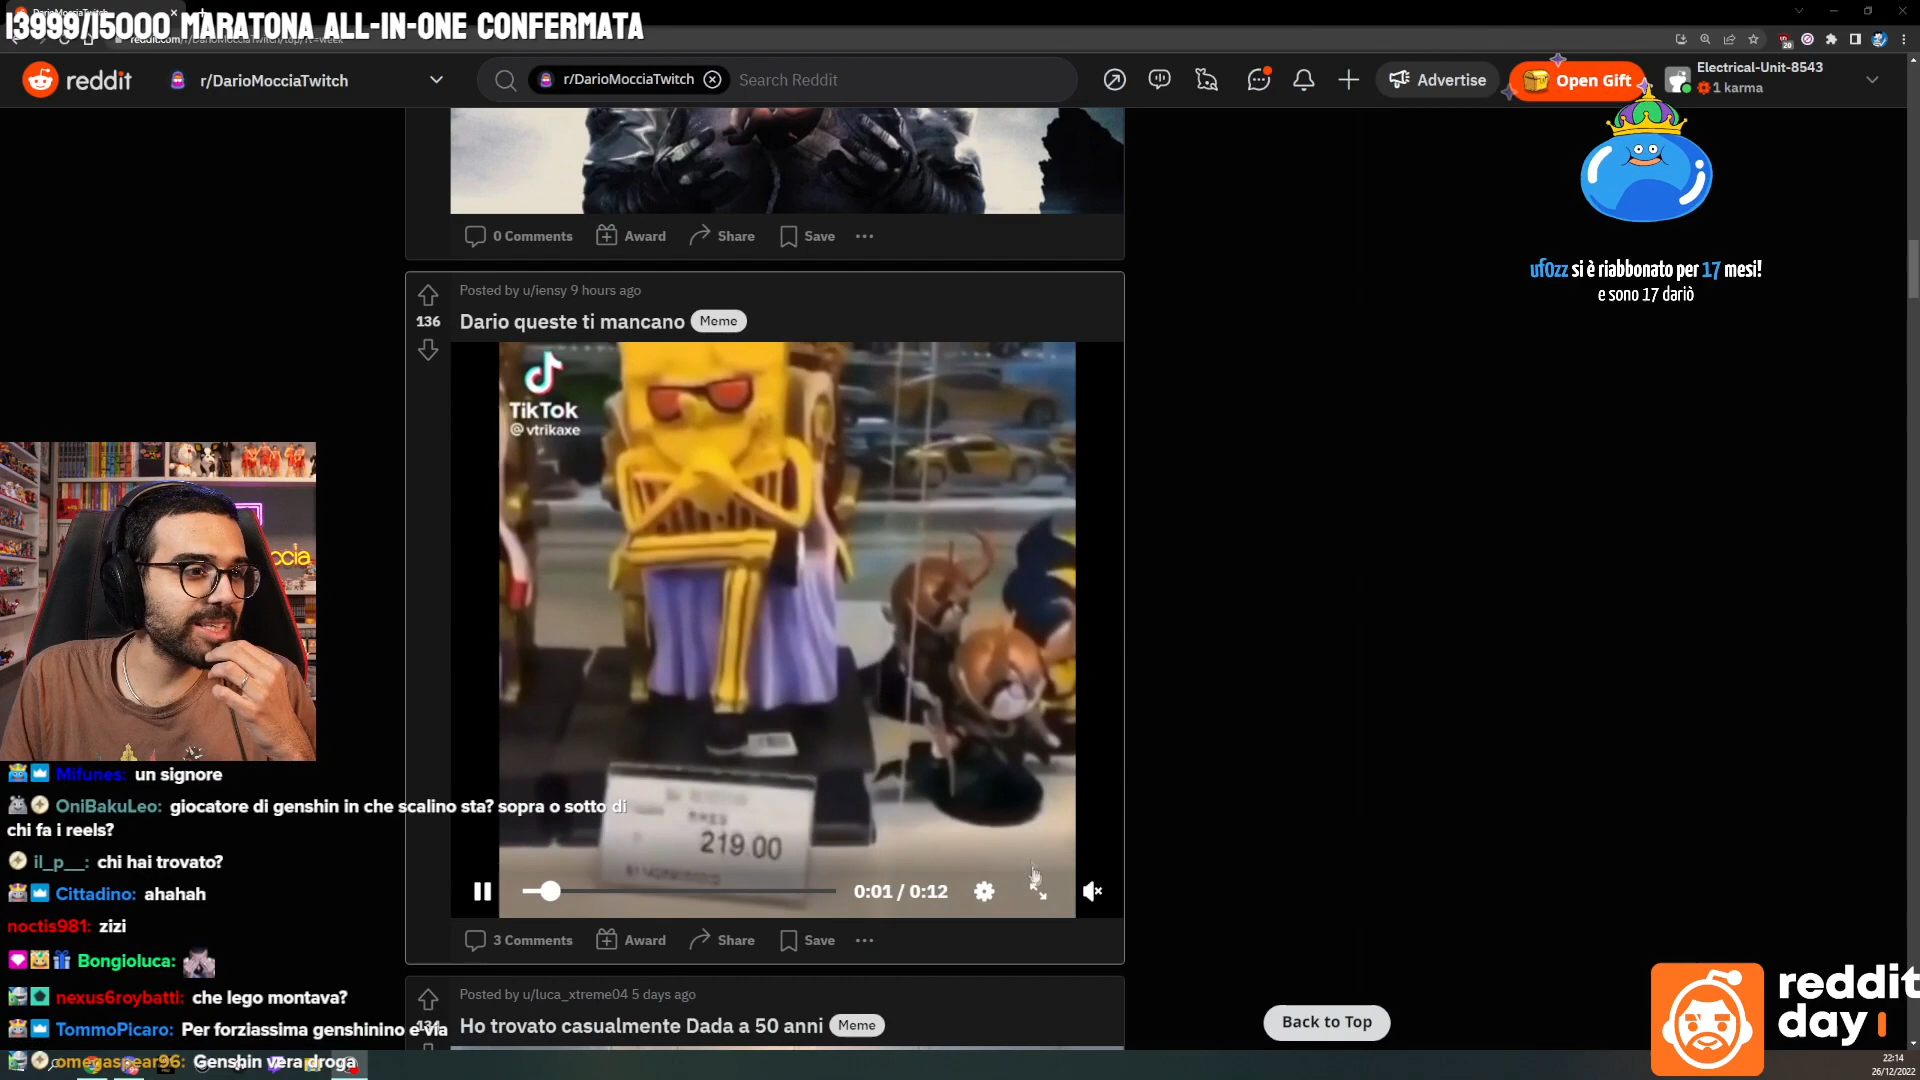 13999/15000 MARATONA ALL-IN-ONE CONFERMATA
reddit
r/DarioMocciaTwitch
r/DarioMocciaTwitch
Search Reddit
20
Advertise
Open Gift
Electrical-Unit-8543
1 karma
0 Comments
Award
Share
Save
ufozz si è riabbonato per 17 mesi!
e sono 17 dariò
Posted by u/iensy 9 hours ago
136
Dario queste ti mancano
Meme
TikTok
@vtrikaxe
219.00
0:01 / 0:12
3 Comments
Award
Share
Save
Posted by u/luca_xtreme04 5 days ago
Ho trovato casualmente Dada a 50 anni
Meme
Back to Top
Mifunes: un signore
OniBakuLeo: giocatore di genshin in che scalino sta? sopra o sotto di
chi fa i reels?
il_p__: chi hai trovato?
Cittadino: ahahah
noctis981: zizi
Bongioluca:
nexus6roybatti: che lego montava?
TommoPicaro: Per forziassima genshinino e via
omegaspear96: Genshin vera droga
reddit
day
22:14
26/12/2022